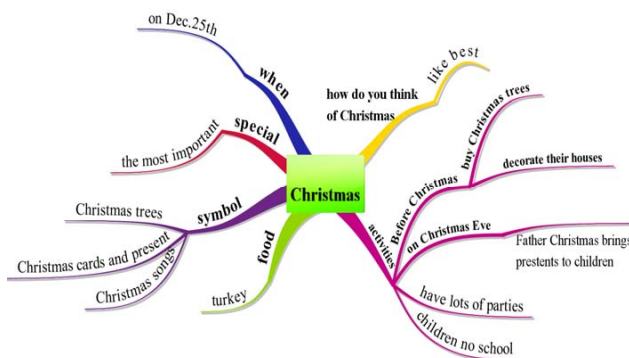 on Dec.25th
when
how do you think
of Christmas
like best
special
the most important
Christmas
symbol
Christmas trees
Christmas cards and present
Christmas songs
food
turkey
activities
Before Christmas
buy Christmas trees
decorate their houses
on Christmas Eve
Father Christmas brings
prestents to children
have lots of parties
children no school